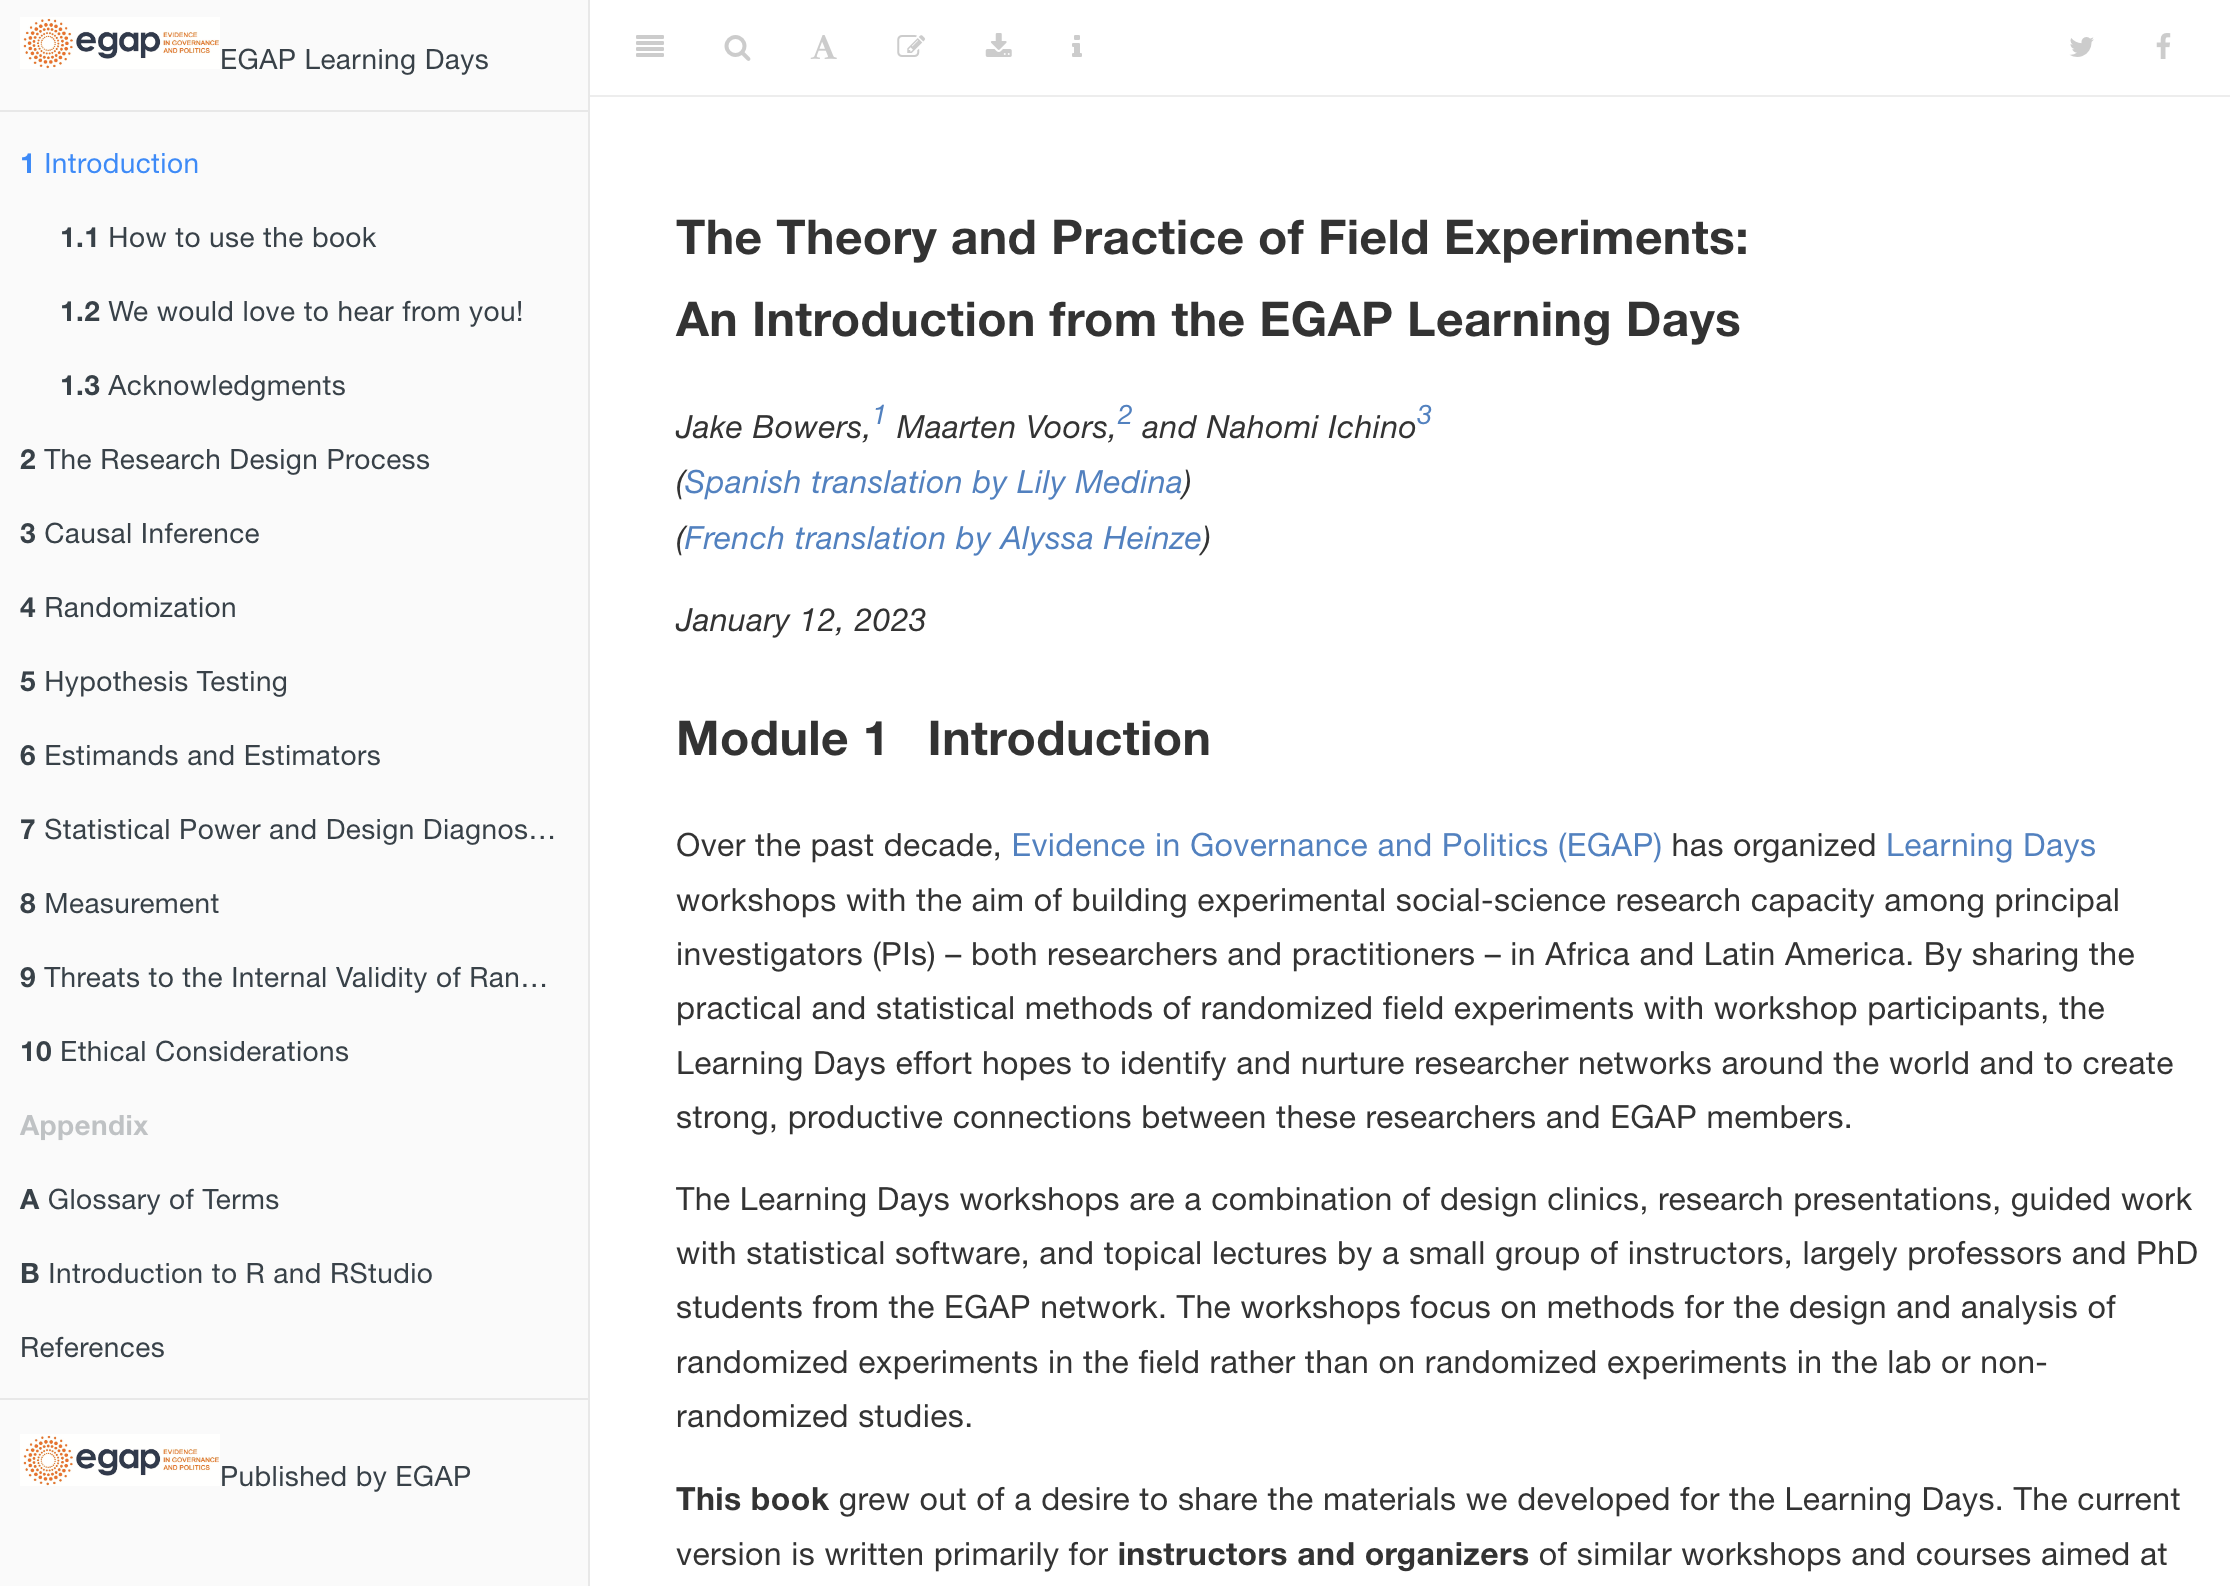 egap EVIDENCE IN GOVERNANCE AND POLITICS EGAP Learning Days
1 Introduction
1.1 How to use the book
1.2 We would love to hear from you!
1.3 Acknowledgments
2 The Research Design Process
3 Causal Inference
4 Randomization
5 Hypothesis Testing
6 Estimands and Estimators
7 Statistical Power and Design Diagnos…
8 Measurement
9 Threats to the Internal Validity of Ran…
10 Ethical Considerations
Appendix
A Glossary of Terms
B Introduction to R and RStudio
References
egap EVIDENCE IN GOVERNANCE AND POLITICS Published by EGAP
The Theory and Practice of Field Experiments:
An Introduction from the EGAP Learning Days
Jake Bowers,1 Maarten Voors,2 and Nahomi Ichino3
(Spanish translation by Lily Medina)
(French translation by Alyssa Heinze)
January 12, 2023
Module 1 Introduction
Over the past decade, Evidence in Governance and Politics (EGAP) has organized Learning Days
workshops with the aim of building experimental social-science research capacity among principal
investigators (PIs) – both researchers and practitioners – in Africa and Latin America. By sharing the
practical and statistical methods of randomized field experiments with workshop participants, the
Learning Days effort hopes to identify and nurture researcher networks around the world and to create
strong, productive connections between these researchers and EGAP members.
The Learning Days workshops are a combination of design clinics, research presentations, guided work
with statistical software, and topical lectures by a small group of instructors, largely professors and PhD
students from the EGAP network. The workshops focus on methods for the design and analysis of
randomized experiments in the field rather than on randomized experiments in the lab or non-
randomized studies.
This book grew out of a desire to share the materials we developed for the Learning Days. The current
version is written primarily for instructors and organizers of similar workshops and courses aimed at